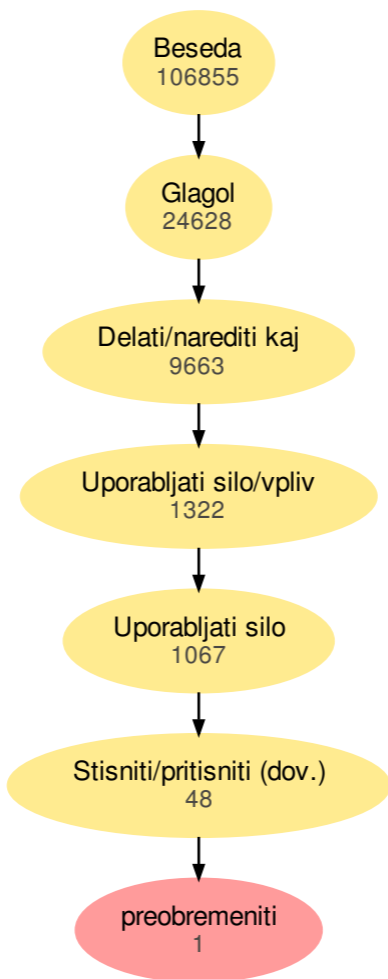 Beseda
106855
Glagol
24628
Delati/narediti kaj
9663
Uporabljati silo/vpliv
1322
Uporabljati silo
1067
Stisniti/pritisniti (dov.)
48
preobremeniti
1